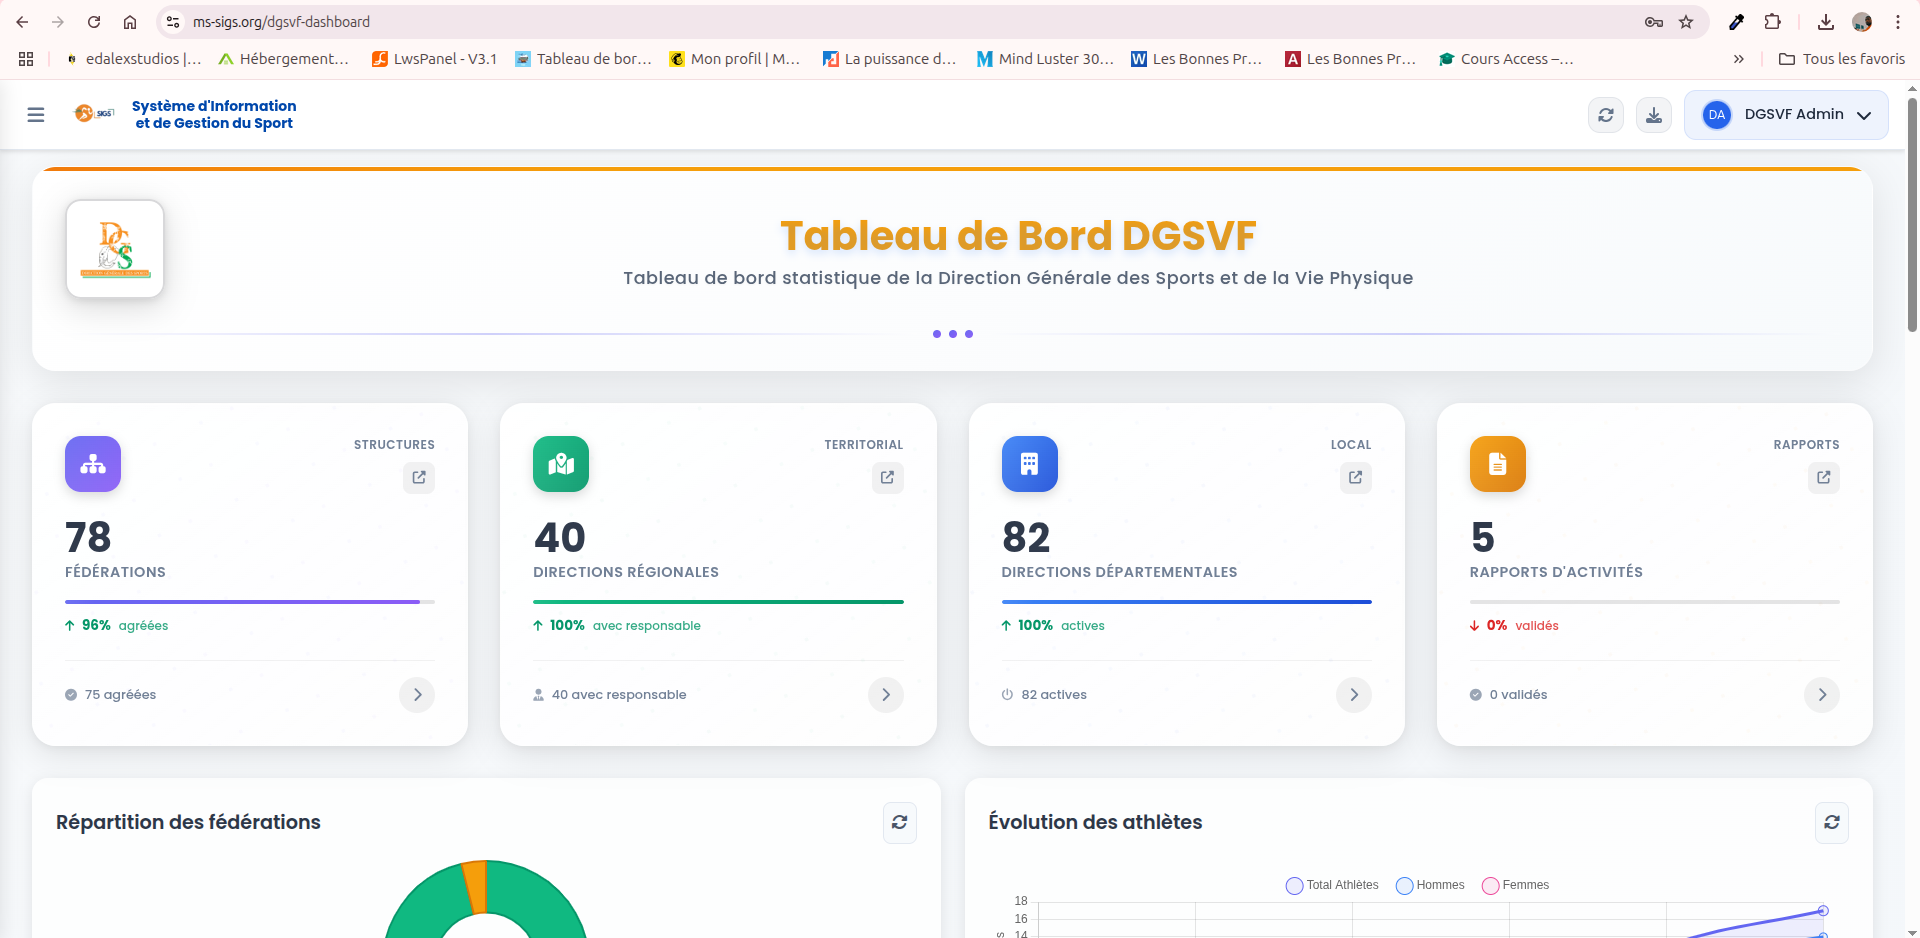 ms-sigs.org/dgsvf-dashboard
edalexstudios |...
Hébergement...
LwsPanel - V3.1
Tableau de bor...
Mon profil | M...
La puissance d...
Mind Luster 30...
Les Bonnes Pr...
Les Bonnes Pr...
Cours Access –...
Tous les favoris
SIGS
Système d'Information
et de Gestion du Sport
DA
DGSVF Admin
Tableau de Bord DGSVF
Tableau de bord statistique de la Direction Générale des Sports et de la Vie Physique
STRUCTURES
78
FÉDÉRATIONS
96% agréées
75 agréées
TERRITORIAL
40
DIRECTIONS RÉGIONALES
100% avec responsable
40 avec responsable
LOCAL
82
DIRECTIONS DÉPARTEMENTALES
100% actives
82 actives
RAPPORTS
5
RAPPORTS D'ACTIVITÉS
0% validés
0 validés
Répartition des fédérations
Évolution des athlètes
Total Athlètes
Hommes
Femmes
18
16
14